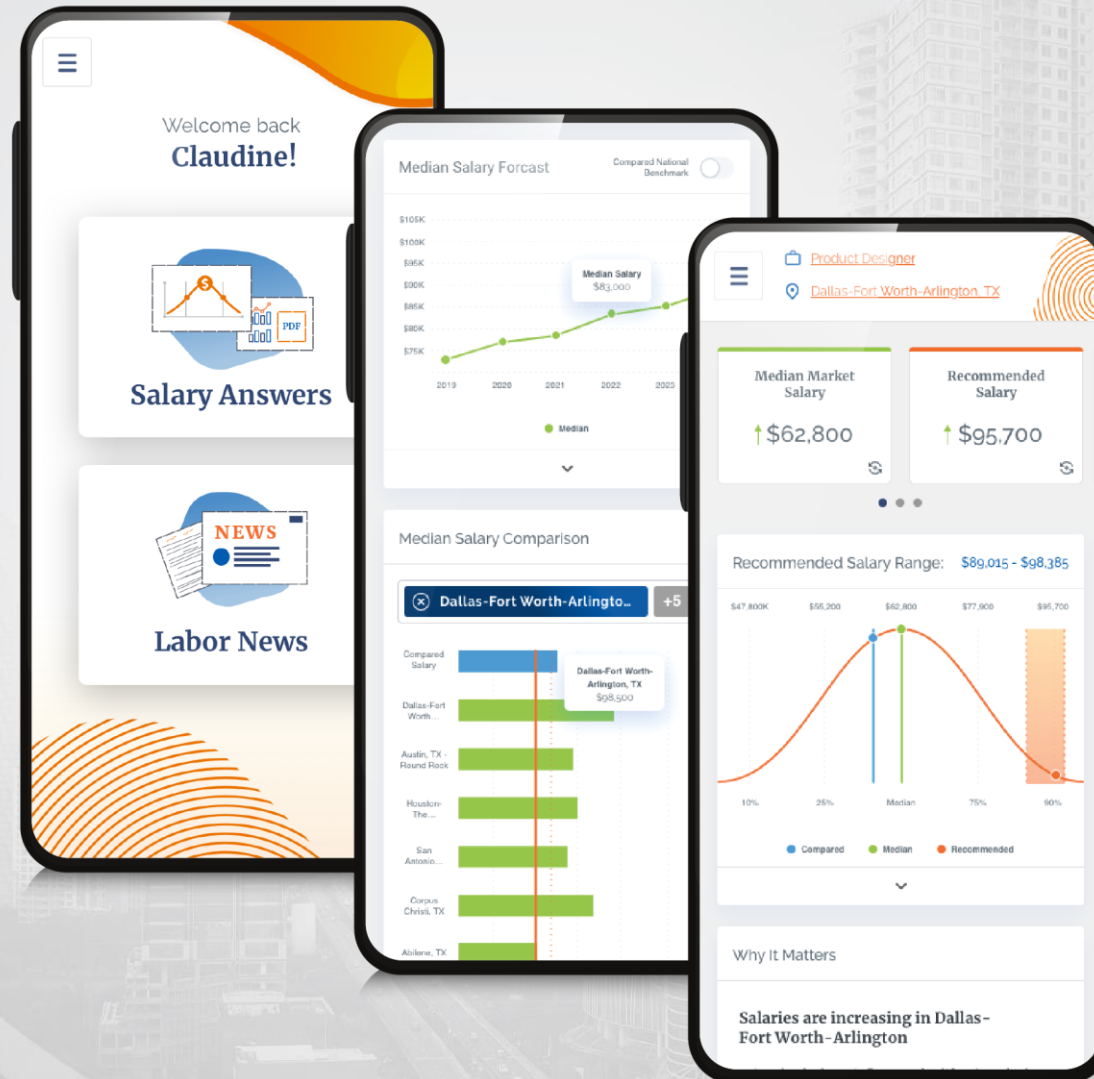 Welcome back
Claudine!
PDF
Salary Answers
NEWS
Labor News
Median Salary Forcast
Compared National
Benchmark
$105K
$100K
$95K
$90K
$85K
$80K
$75K
Median Salary
$83,000
2019
2020
2021
2022
2023
Median
Median Salary Comparison
Dallas-Fort Worth-Arlingto...
+5
Compared
Salary
Dallas-Fort Worth-
Arlington, TX
$98,500
Dallas-Fort
Worth...
Austin, TX -
Round Rock
Houston-
The...
San
Antonio...
Corpus
Christi, TX
Abilene, TX
Product Designer
Dallas-Fort Worth-Arlington, TX
Median Market
Salary
$62,800
Recommended
Salary
$95,700
Recommended Salary Range: $89,015 - $98,385
$47,800K $55,200 $62,800 $77,900 $95,700
10% 25% Median 75% 90%
Compared Median Recommended
Why It Matters
Salaries are increasing in Dallas-
Fort Worth-Arlington